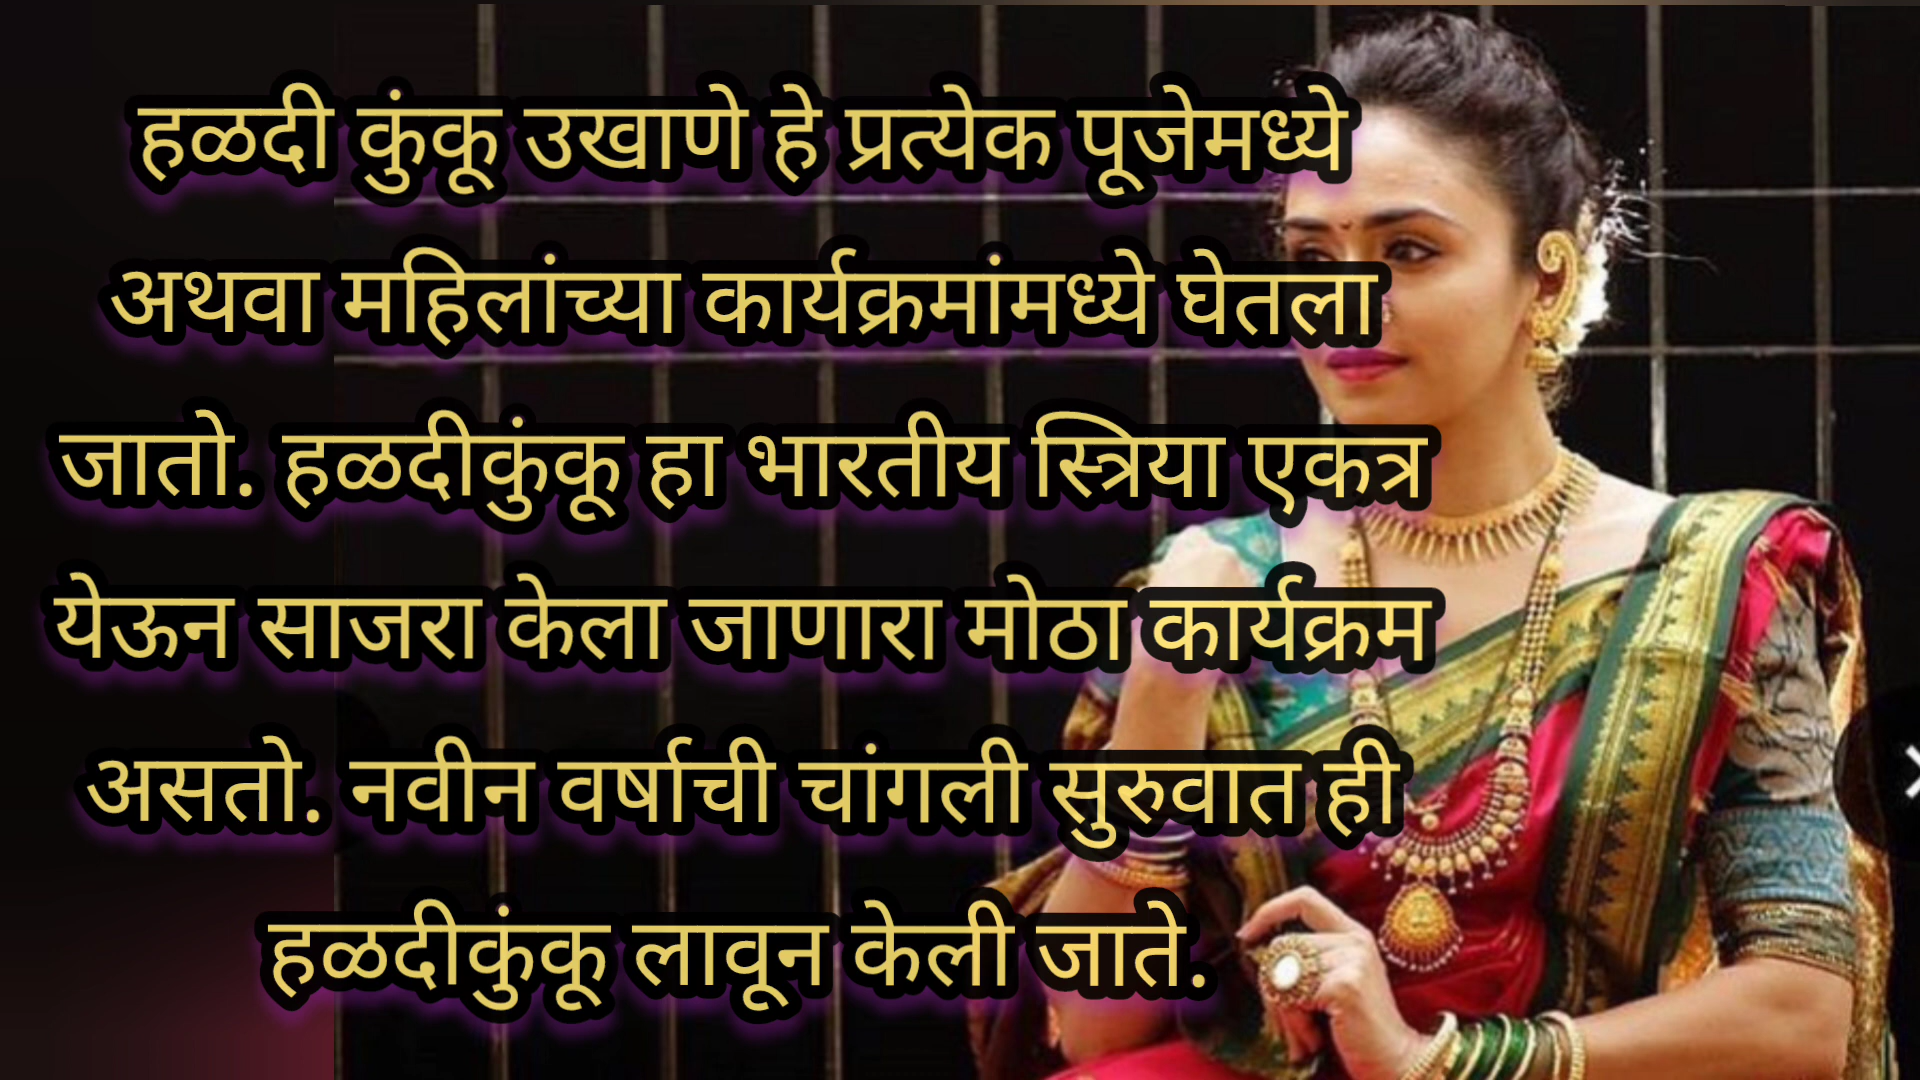 हळदी कुंकू उखाणे हे प्रत्येक पूजेमध्ये
अथवा महिलांच्या कार्यक्रमांमध्ये घेतला
जातो. हळदीकुंकू हा भारतीय स्त्रिया एकत्र
येऊन साजरा केला जाणारा मोठा कार्यक्रम
असतो. नवीन वर्षाची चांगली सुरुवात ही
हळदीकुंकू लावून केली जाते.